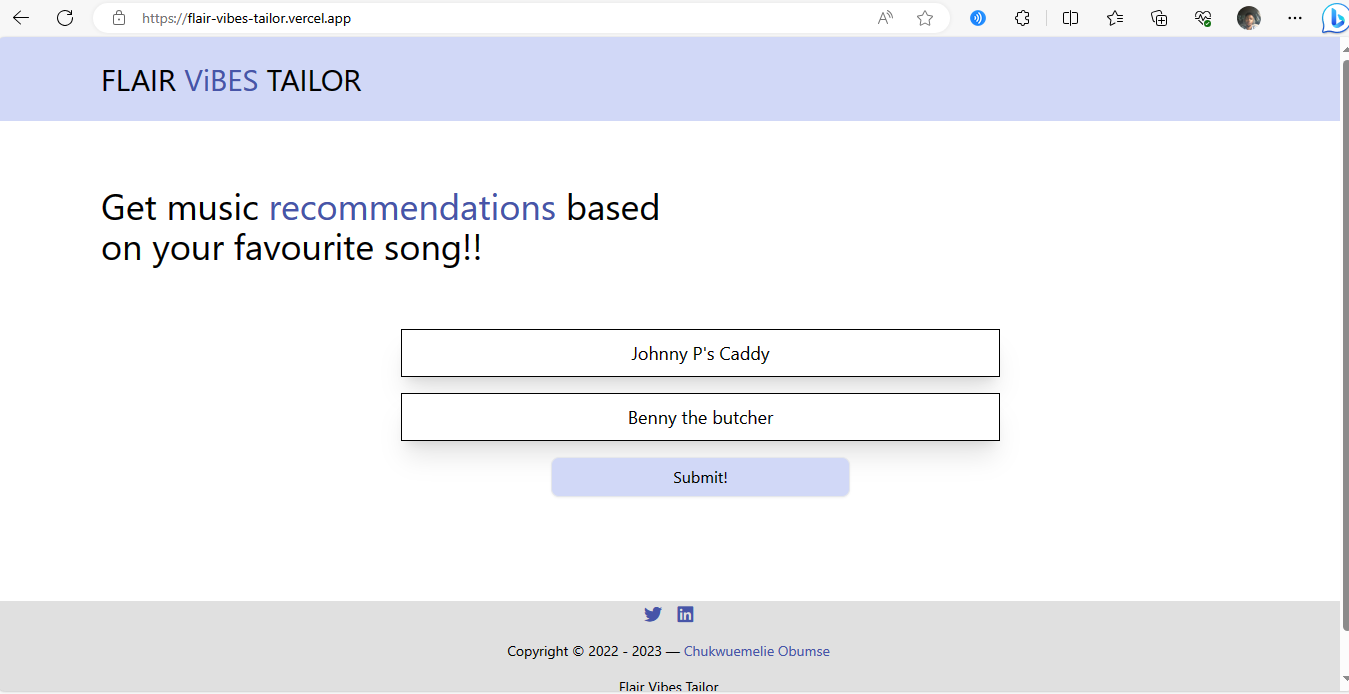 https://flair-vibes-tailor.vercel.app
FLAIR ViBES TAILOR
Get music recommendations based
on your favourite song!!
Johnny P's Caddy
Benny the butcher
Submit!
Copyright © 2022 - 2023 — Chukwuemelie Obumse
Flair Vibes Tailor